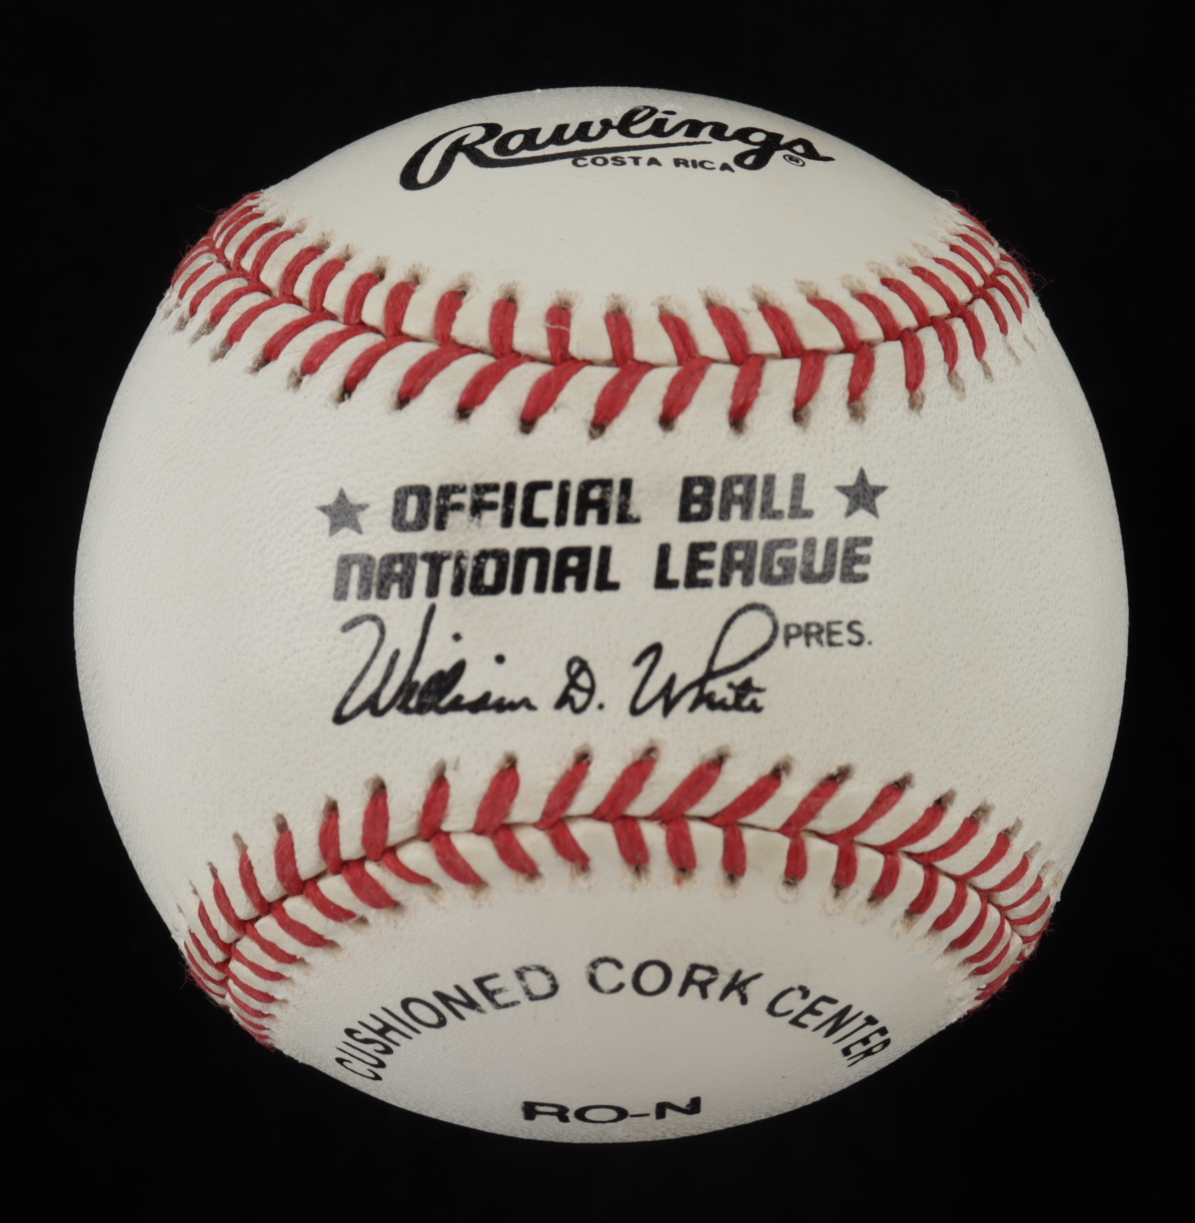 Rawlings®
COSTA RICA
★ OFFICIAL BALL ★
NATIONAL LEAGUE
William D. White PRES.
CUSHIONED CORK CENTER
RO-N